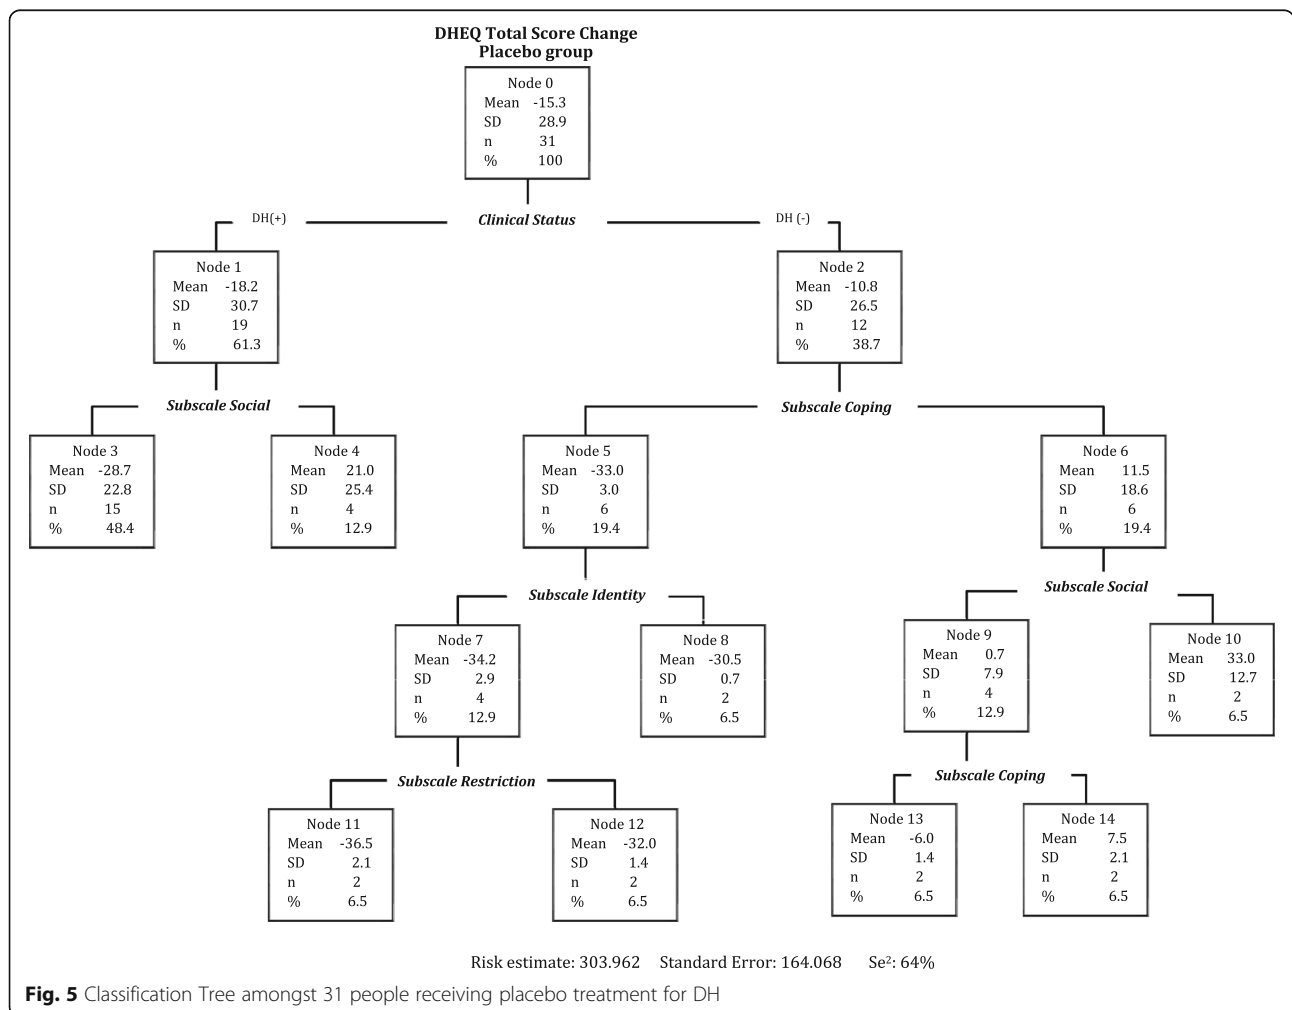 DHEQ Total Score Change
Placebo group
Node 0
Mean -15.3
SD 28.9
n 31
% 100
DH(+)
Clinical Status
DH (-)
Node 1
Mean -18.2
SD 30.7
n 19
% 61.3
Node 2
Mean -10.8
SD 26.5
n 12
% 38.7
Subscale Social
Subscale Coping
Node 3
Mean -28.7
SD 22.8
n 15
% 48.4
Node 4
Mean 21.0
SD 25.4
n 4
% 12.9
Node 5
Mean -33.0
SD 3.0
n 6
% 19.4
Node 6
Mean 11.5
SD 18.6
n 6
% 19.4
Subscale Identity
Subscale Social
Node 7
Mean -34.2
SD 2.9
n 4
% 12.9
Node 8
Mean -30.5
SD 0.7
n 2
% 6.5
Node 9
Mean 0.7
SD 7.9
n 4
% 12.9
Node 10
Mean 33.0
SD 12.7
n 2
% 6.5
Subscale Restriction
Subscale Coping
Node 11
Mean -36.5
SD 2.1
n 2
% 6.5
Node 12
Mean -32.0
SD 1.4
n 2
% 6.5
Node 13
Mean -6.0
SD 1.4
n 2
% 6.5
Node 14
Mean 7.5
SD 2.1
n 2
% 6.5
Risk estimate: 303.962 Standard Error: 164.068 Se²: 64%
Fig. 5 Classification Tree amongst 31 people receiving placebo treatment for DH